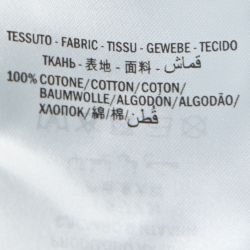 TESSUTO - FABRIC - TISSU - GEWEBE - TECIDO
ТКАНЬ - 表地 - 面料 - قماش
100% COTONE/COTTON/COTON/
BAUMWOLLE/ALGODÓN/ALGODÃO/
ХЛОПОК/綿/棉/ قطن